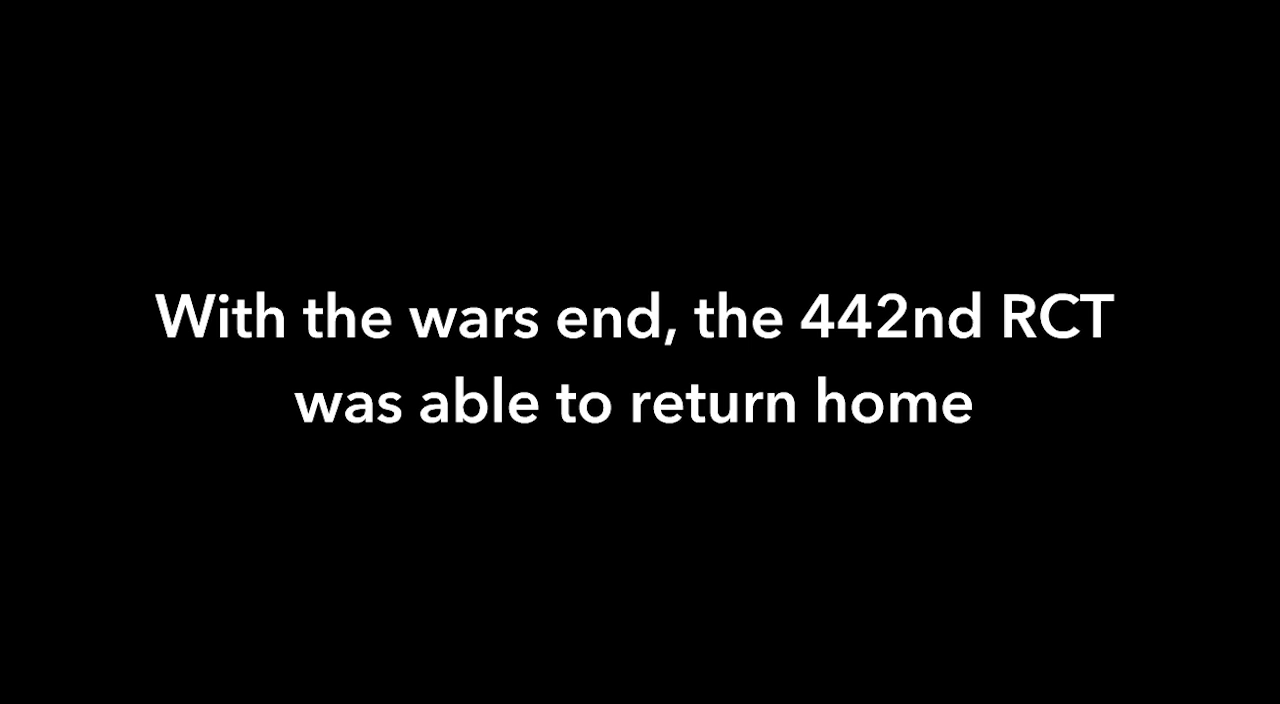 With the wars end, the 442nd RCT
was able to return home